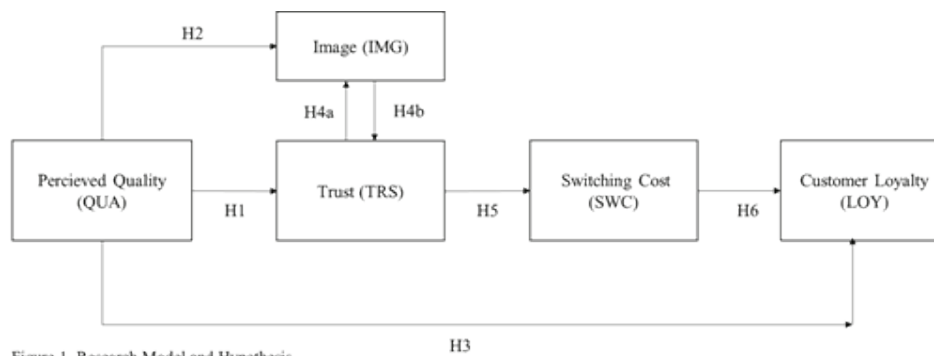 H2
Image (IMG)
H4a
H4b
Percieved Quality
(QUA)
H1
Trust (TRS)
H5
Switching Cost
(SWC)
H6
Customer Loyalty
(LOY)
H3
Figure 1. Research Model and Hypothesis